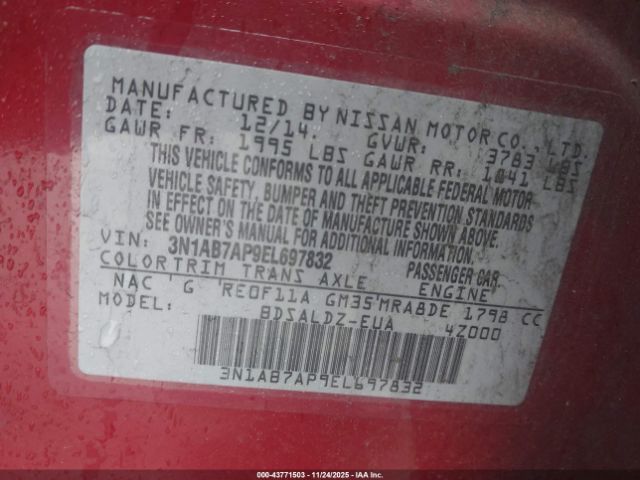 MANUFACTURED BY NISSAN MOTOR CO., LTD.
DATE: 12/14. GVWR: 3783 LBS
GAWR FR: 1995 LBS GAWR RR: 1841 LBS
THIS VEHICLE CONFORMS TO ALL APPLICABLE FEDERAL MOTOR
VEHICLE SAFETY, BUMPER AND THEFT PREVENTION STANDARDS
IN EFFECT ON THE DATE OF MANUFACTURE SHOWN ABOVE.
SEE OWNER'S MANUAL FOR ADDITIONAL INFORMATION.
VIN: 3N1AB7AP9EL697832 PASSENGER CAR
COLOR TRIM TRANS AXLE ENGINE
NAC 'G 'RE0F11A GM35'MRA8DE 1798 CC
BDSALDZ-EUA 4Z000
3N1AB7AP9EL697832
000-43771503 - 11/24/2025 - IAA Inc.